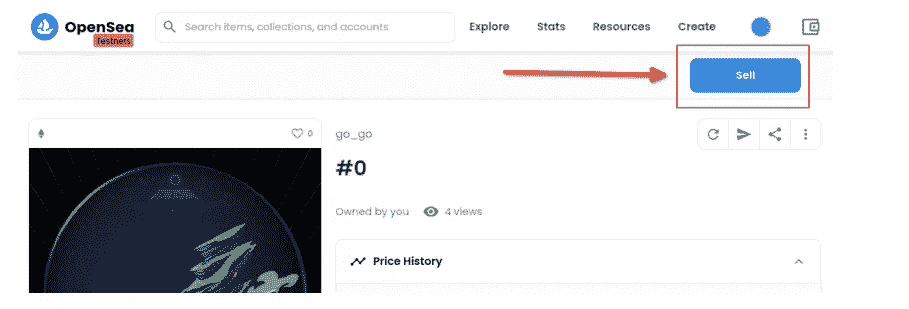 OpenSea
Testnets
Search items, collections, and accounts
Explore Stats Resources Create
Sell
0
go_go
#0
Owned by you 4 views
Price History